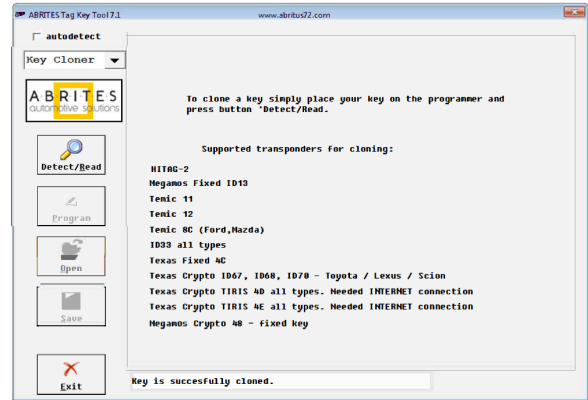 ABRITES Tag Key Tool 7.1
www.abritus72.com
autodetect
Key Cloner
ABRITES
automotive solutions
To clone a key simply place your key on the programmer and
press button 'Detect/Read.
Supported transponders for cloning:
Detect/Read
HITAG-2
Megamos Fixed ID13
Temic 11
Temic 12
Program
Temic 8C (Ford,Mazda)
ID33 all types
Texas Fixed 4C
Open
Texas Crypto ID67, ID68, ID70 - Toyota / Lexus / Scion
Texas Crypto TIRIS 4D all types. Needed INTERNET connection
Texas Crypto TIRIS 4E all types. Needed INTERNET connection
Save
Megamos Crypto 48 - fixed key
Exit
Key is succesfully cloned.